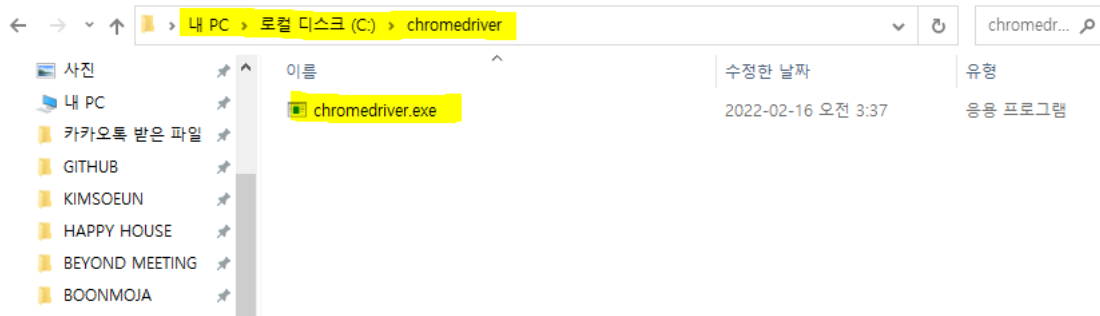 내 PC > 로컬 디스크 (C:) > chromedriver
chromedr...
사진
내 PC
카카오톡 받은 파일
GITHUB
KIMSOEUN
HAPPY HOUSE
BEYOND MEETING
BOONMOJA
이름 수정한 날짜 유형
chromedriver.exe 2022-02-16 오전 3:37 응용 프로그램